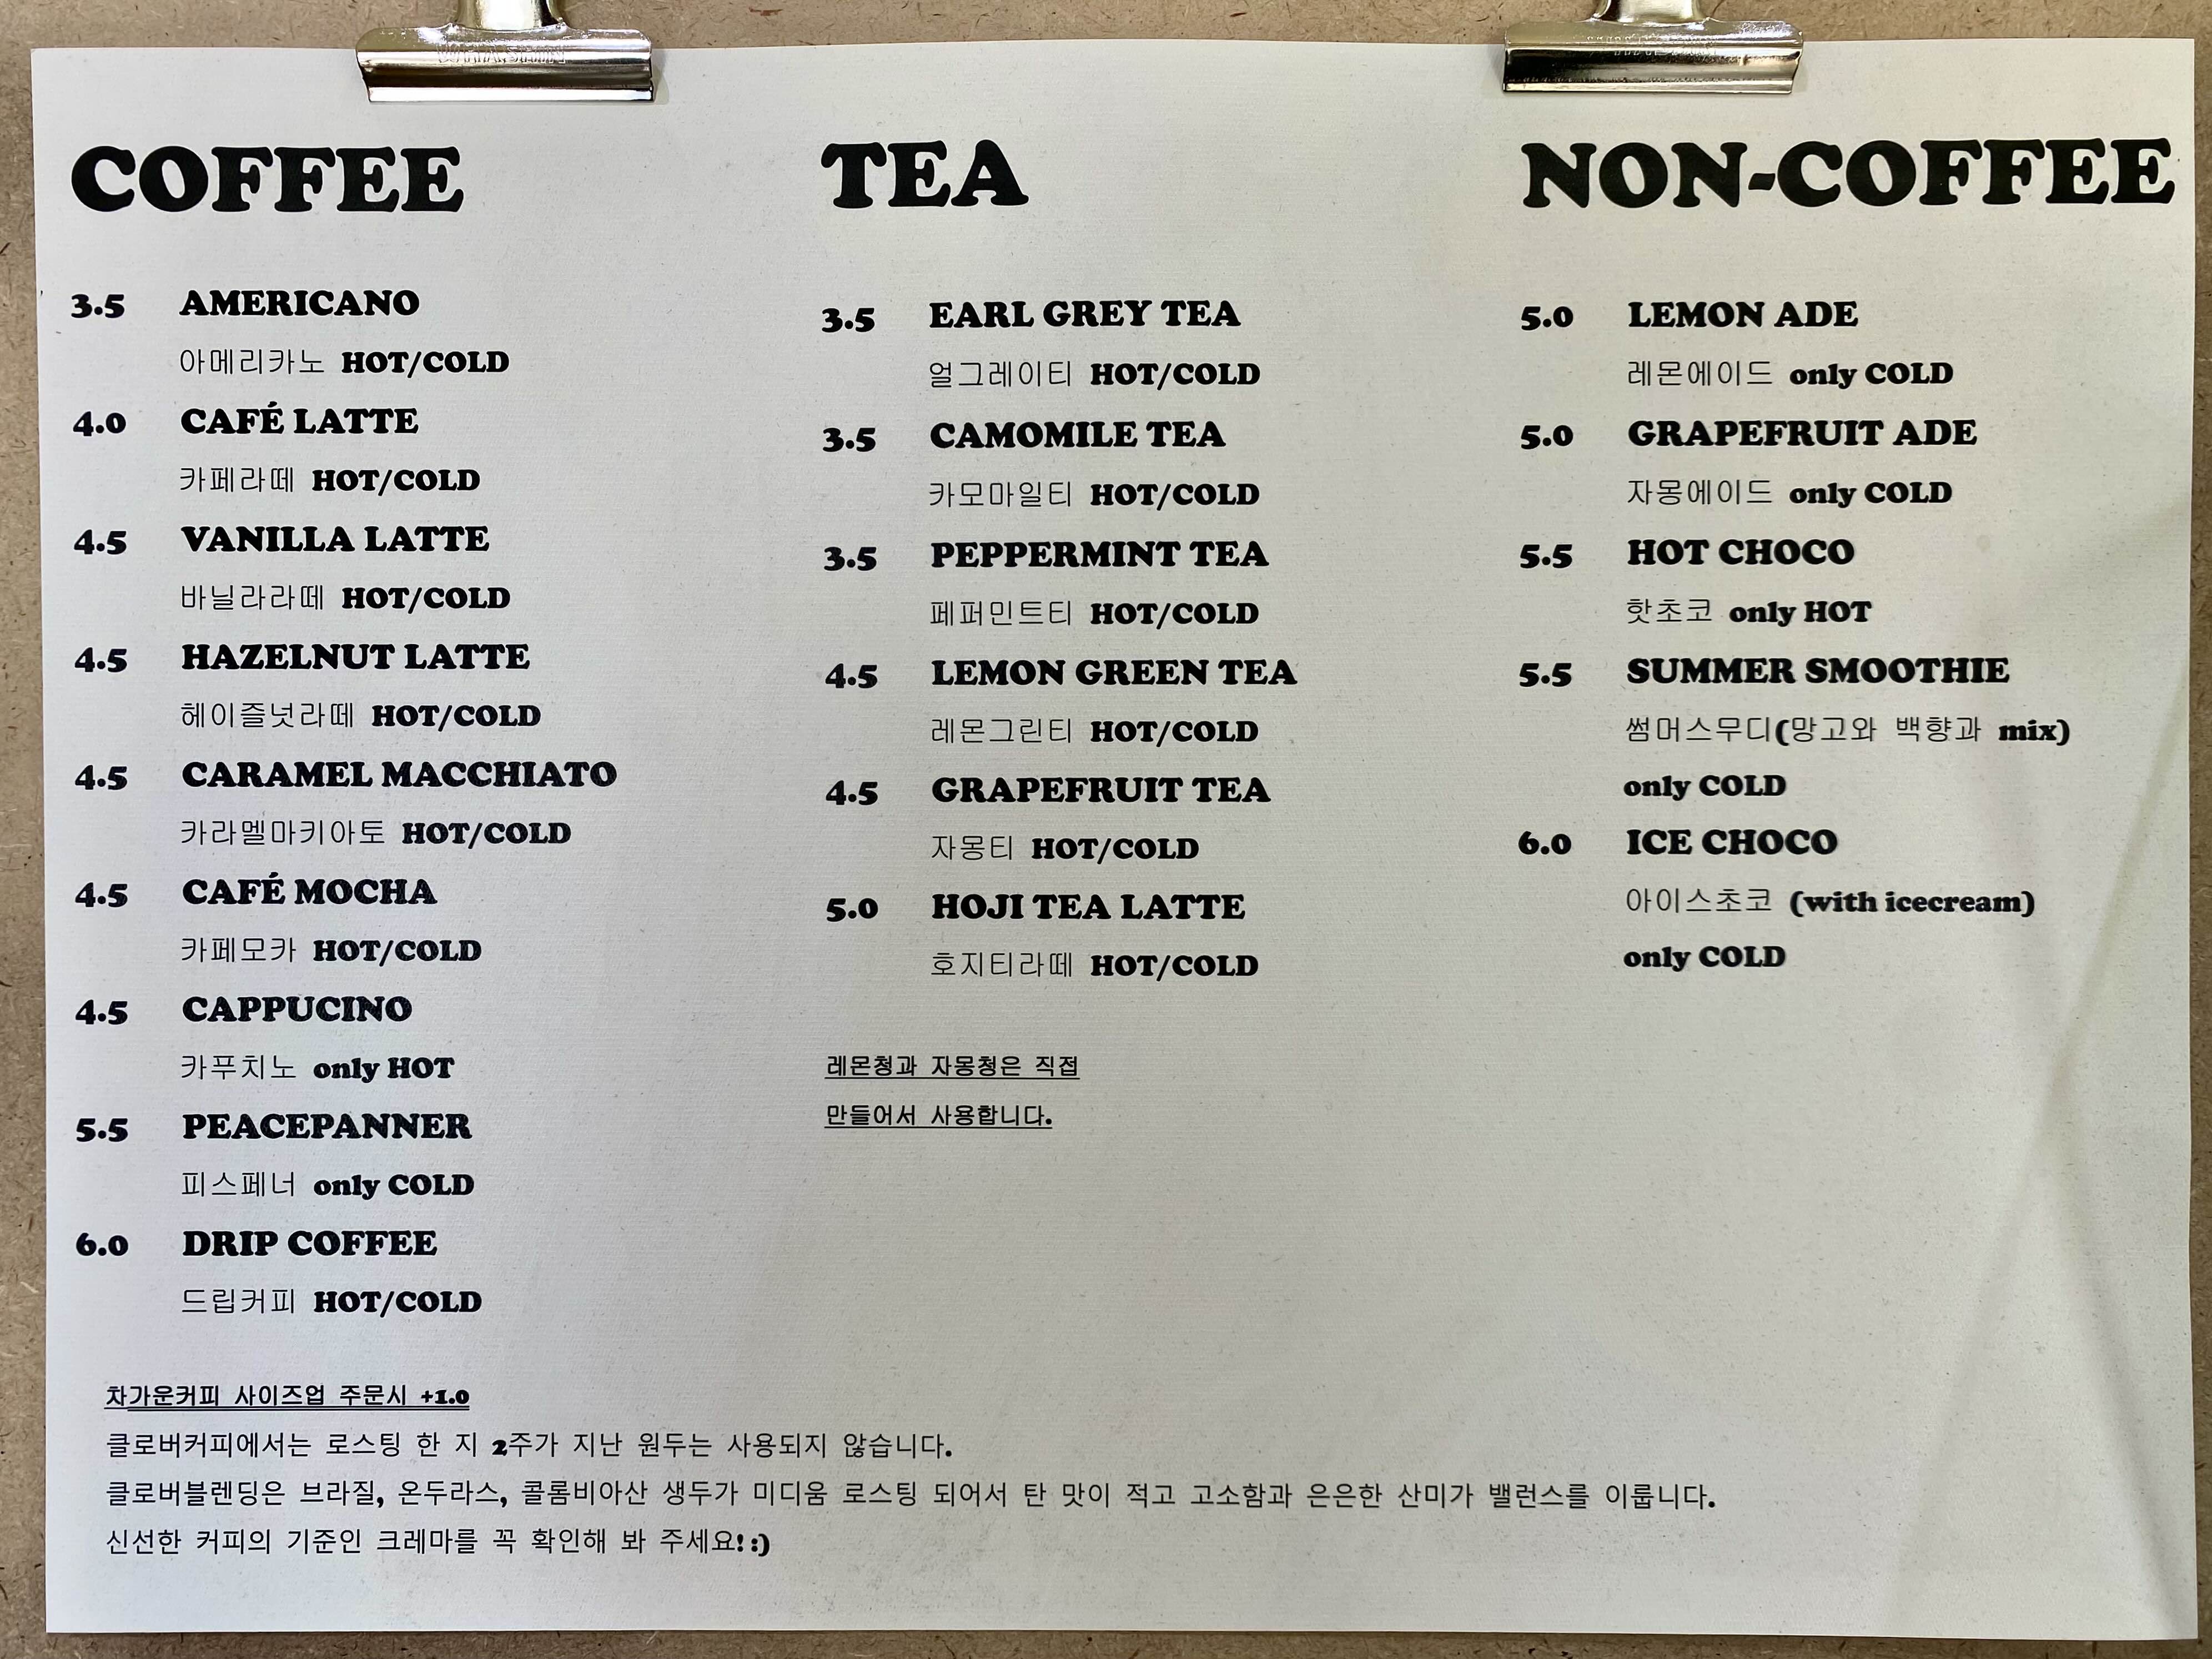 COFFEE
3.5 AMERICANO
아메리카노 HOT/COLD
4.0 CAFÉ LATTE
카페라떼 HOT/COLD
4.5 VANILLA LATTE
바닐라라떼 HOT/COLD
4.5 HAZELNUT LATTE
헤이즐넛라떼 HOT/COLD
4.5 CARAMEL MACCHIATO
카라멜마키아토 HOT/COLD
4.5 CAFÉ MOCHA
카페모카 HOT/COLD
4.5 CAPPUCINO
카푸치노 only HOT
5.5 PEACEPANNER
피스페너 only COLD
6.0 DRIP COFFEE
드립커피 HOT/COLD
TEA
3.5 EARL GREY TEA
얼그레이티 HOT/COLD
3.5 CAMOMILE TEA
카모마일티 HOT/COLD
3.5 PEPPERMINT TEA
페퍼민트티 HOT/COLD
4.5 LEMON GREEN TEA
레몬그린티 HOT/COLD
4.5 GRAPEFRUIT TEA
자몽티 HOT/COLD
5.0 HOJI TEA LATTE
호지티라떼 HOT/COLD
레몬청과 자몽청은 직접
만들어서 사용합니다.
NON-COFFEE
5.0 LEMON ADE
레몬에이드 only COLD
5.0 GRAPEFRUIT ADE
자몽에이드 only COLD
5.5 HOT CHOCO
핫초코 only HOT
5.5 SUMMER SMOOTHIE
썸머스무디(망고와 백향과 mix)
only COLD
6.0 ICE CHOCO
아이스초코 (with icecream)
only COLD
차가운커피 사이즈업 주문시 +1.0
클로버커피에서는 로스팅 한 지 2주가 지난 원두는 사용되지 않습니다.
클로버블렌딩은 브라질, 온두라스, 콜롬비아산 생두가 미디움 로스팅 되어서 탄 맛이 적고 고소함과 은은한 산미가 밸런스를 이룹니다.
신선한 커피의 기준인 크레마를 꼭 확인해 봐 주세요! :)